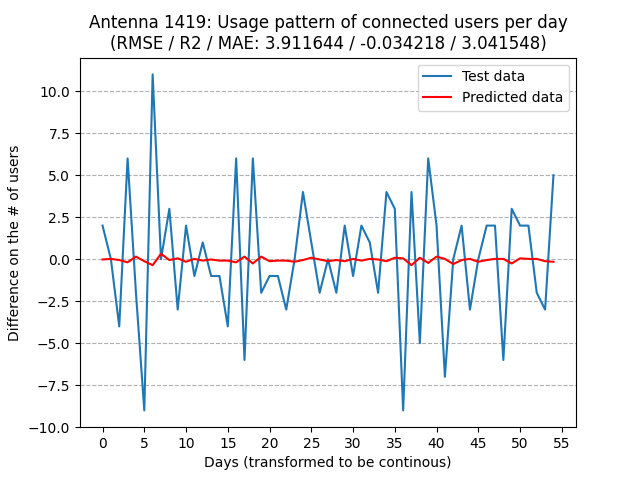 Antenna 1419: Usage pattern of connected users per day
(RMSE / R2 / MAE: 3.911644 / -0.034218 / 3.041548)
Test data
Predicted data
Difference on the # of users
10.0
7.5
5.0
2.5
0.0
−2.5
−5.0
−7.5
−10.0
0 5 10 15 20 25 30 35 40 45 50 55
Days (transformed to be continous)